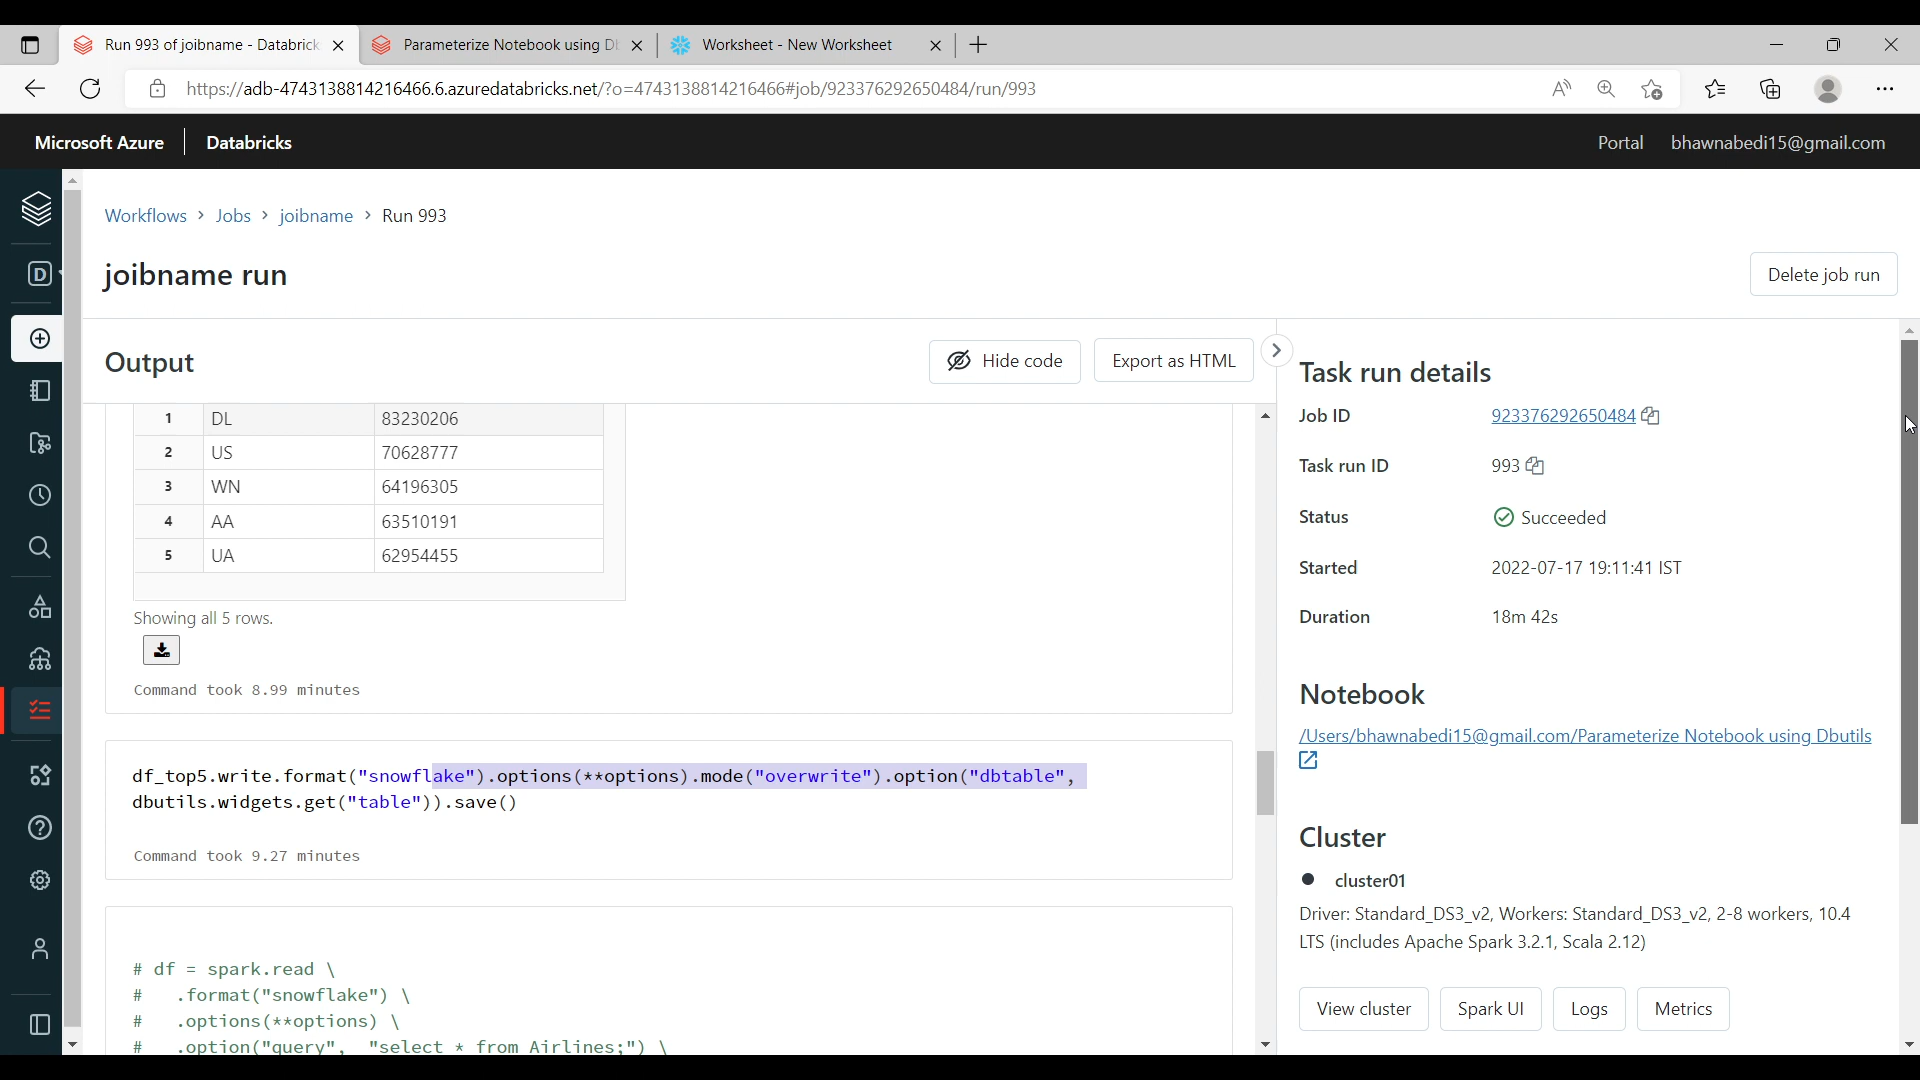 Run 993 of joibname - Databrick
Parameterize Notebook using Db
Worksheet - New Worksheet
https://adb-4743138814216466.6.azuredatabricks.net/?o=4743138814216466#job/923376292650484/run/993
Microsoft Azure
Databricks
Portal
bhawnabedi15@gmail.com
D
Workflows > Jobs > joibname > Run 993
joibname run
Delete job run
Output
Hide code
Export as HTML
1 DL 83230206
2 US 70628777
3 WN 64196305
4 AA 63510191
5 UA 62954455
Showing all 5 rows.
Command took 8.99 minutes
df_top5.write.format("snowflake").options(**options).mode("overwrite").option("dbtable",
dbutils.widgets.get("table")).save()
Command took 9.27 minutes
# df = spark.read \
#   .format("snowflake") \
#   .options(**options) \
#   .option("query",  "select * from Airlines;") \
Task run details
Job ID 923376292650484
Task run ID 993
Status Succeeded
Started 2022-07-17 19:11:41 IST
Duration 18m 42s
Notebook
/Users/bhawnabedi15@gmail.com/Parameterize Notebook using Dbutils
Cluster
cluster01
Driver: Standard_DS3_v2, Workers: Standard_DS3_v2, 2-8 workers, 10.4
LTS (includes Apache Spark 3.2.1, Scala 2.12)
View cluster
Spark UI
Logs
Metrics